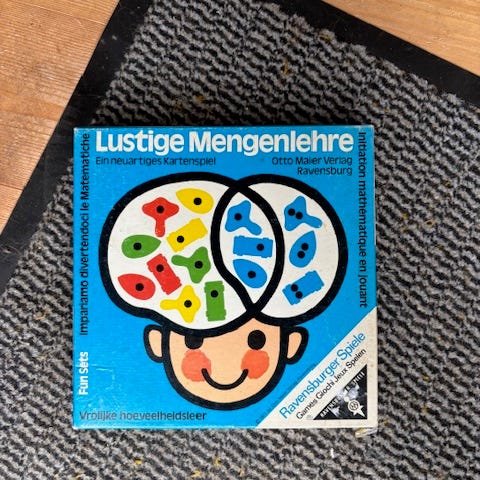 Lustige Mengenlehre
Ein neuartiges Kartenspiel
Otto Maier Verlag
Ravensburg
Initiation mathématique en jouant
Impariamo divertendoci le Matematiche
Fun sets
Vrolijke hoeveelheidsleer
Ravensburger Spiele
Games Giochi Jeux Spelen